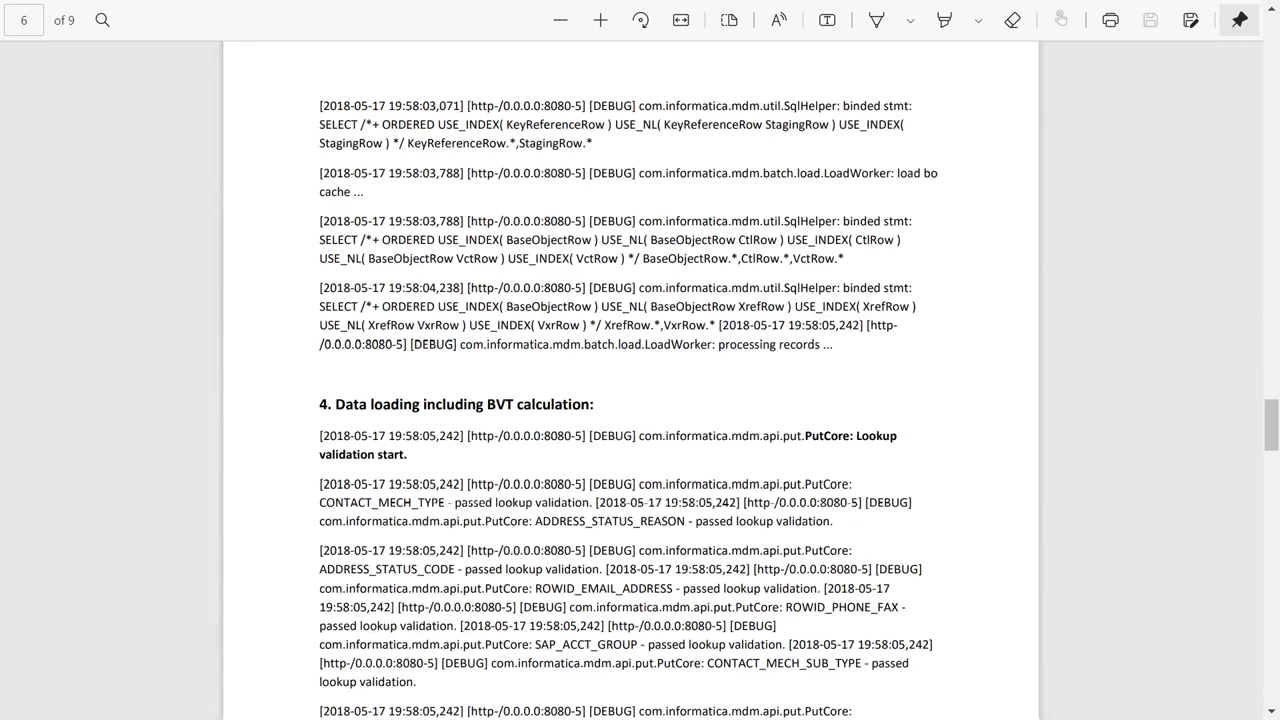 6 of 9
[2018-05-17 19:58:03,071] [http-/0.0.0.0:8080-5] [DEBUG] com.informatica.mdm.util.SqlHelper: binded stmt:
SELECT /*+ ORDERED USE_INDEX( KeyReferenceRow ) USE_NL( KeyReferenceRow StagingRow ) USE_INDEX(
StagingRow ) */ KeyReferenceRow.*,StagingRow.*
[2018-05-17 19:58:03,788] [http-/0.0.0.0:8080-5] [DEBUG] com.informatica.mdm.batch.load.LoadWorker: load bo
cache ...
[2018-05-17 19:58:03,788] [http-/0.0.0.0:8080-5] [DEBUG] com.informatica.mdm.util.SqlHelper: binded stmt:
SELECT /*+ ORDERED USE_INDEX( BaseObjectRow ) USE_NL( BaseObjectRow CtlRow ) USE_INDEX( CtlRow )
USE_NL( BaseObjectRow VctRow ) USE_INDEX( VctRow ) */ BaseObjectRow.*,CtlRow.*,VctRow.*
[2018-05-17 19:58:04,238] [http-/0.0.0.0:8080-5] [DEBUG] com.informatica.mdm.util.SqlHelper: binded stmt:
SELECT /*+ ORDERED USE_INDEX( BaseObjectRow ) USE_NL( BaseObjectRow XrefRow ) USE_INDEX( XrefRow )
USE_NL( XrefRow VxrRow ) USE_INDEX( VxrRow ) */ XrefRow.*,VxrRow.* [2018-05-17 19:58:05,242] [http-
/0.0.0.0:8080-5] [DEBUG] com.informatica.mdm.batch.load.LoadWorker: processing records ...
4. Data loading including BVT calculation:
[2018-05-17 19:58:05,242] [http-/0.0.0.0:8080-5] [DEBUG] com.informatica.mdm.api.put.PutCore: Lookup
validation start.
[2018-05-17 19:58:05,242] [http-/0.0.0.0:8080-5] [DEBUG] com.informatica.mdm.api.put.PutCore:
CONTACT_MECH_TYPE - passed lookup validation. [2018-05-17 19:58:05,242] [http-/0.0.0.0:8080-5] [DEBUG]
com.informatica.mdm.api.put.PutCore: ADDRESS_STATUS_REASON - passed lookup validation.
[2018-05-17 19:58:05,242] [http-/0.0.0.0:8080-5] [DEBUG] com.informatica.mdm.api.put.PutCore:
ADDRESS_STATUS_CODE - passed lookup validation. [2018-05-17 19:58:05,242] [http-/0.0.0.0:8080-5] [DEBUG]
com.informatica.mdm.api.put.PutCore: ROWID_EMAIL_ADDRESS - passed lookup validation. [2018-05-17
19:58:05,242] [http-/0.0.0.0:8080-5] [DEBUG] com.informatica.mdm.api.put.PutCore: ROWID_PHONE_FAX -
passed lookup validation. [2018-05-17 19:58:05,242] [http-/0.0.0.0:8080-5] [DEBUG]
com.informatica.mdm.api.put.PutCore: SAP_ACCT_GROUP - passed lookup validation. [2018-05-17 19:58:05,242]
[http-/0.0.0.0:8080-5] [DEBUG] com.informatica.mdm.api.put.PutCore: CONTACT_MECH_SUB_TYPE - passed
lookup validation.
[2018-05-17 19:58:05,242] [http-/0.0.0.0:8080-5] [DEBUG] com.informatica.mdm.api.put.PutCore: